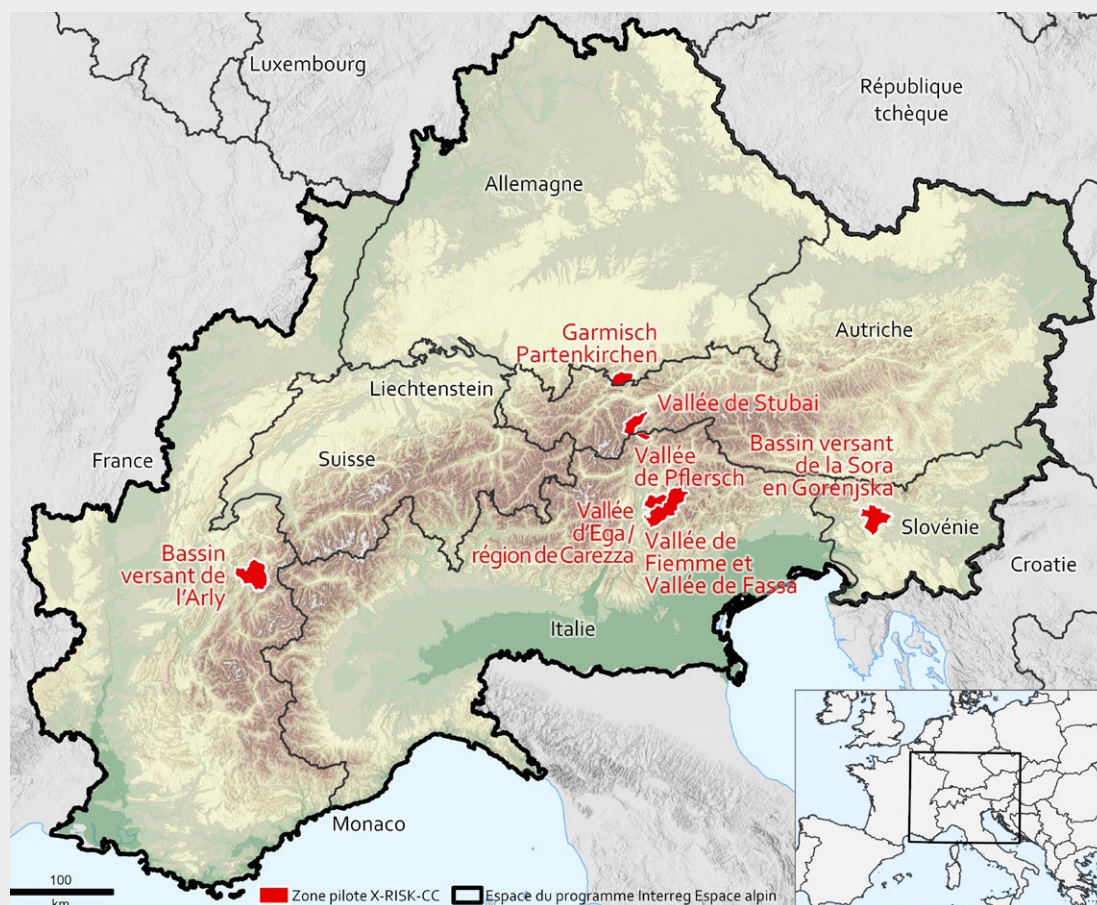 Luxembourg
République
tchèque
Allemagne
Garmisch
Partenkirchen
Autriche
Liechtenstein
Vallée de Stubai
France
Suisse
Vallée
de Pflersch
Bassin versant
de la Sora
en Gorenjska
Slovénie
Croatie
Vallée
d'Ega/
région de Carezza
Vallée de
Fiemme et
Vallée de Fassa
Bassin
versant de
l'Arly
Italie
Monaco
100
km
Zone pilote X-RISK-CC
Espace du programme Interreg Espace alpin